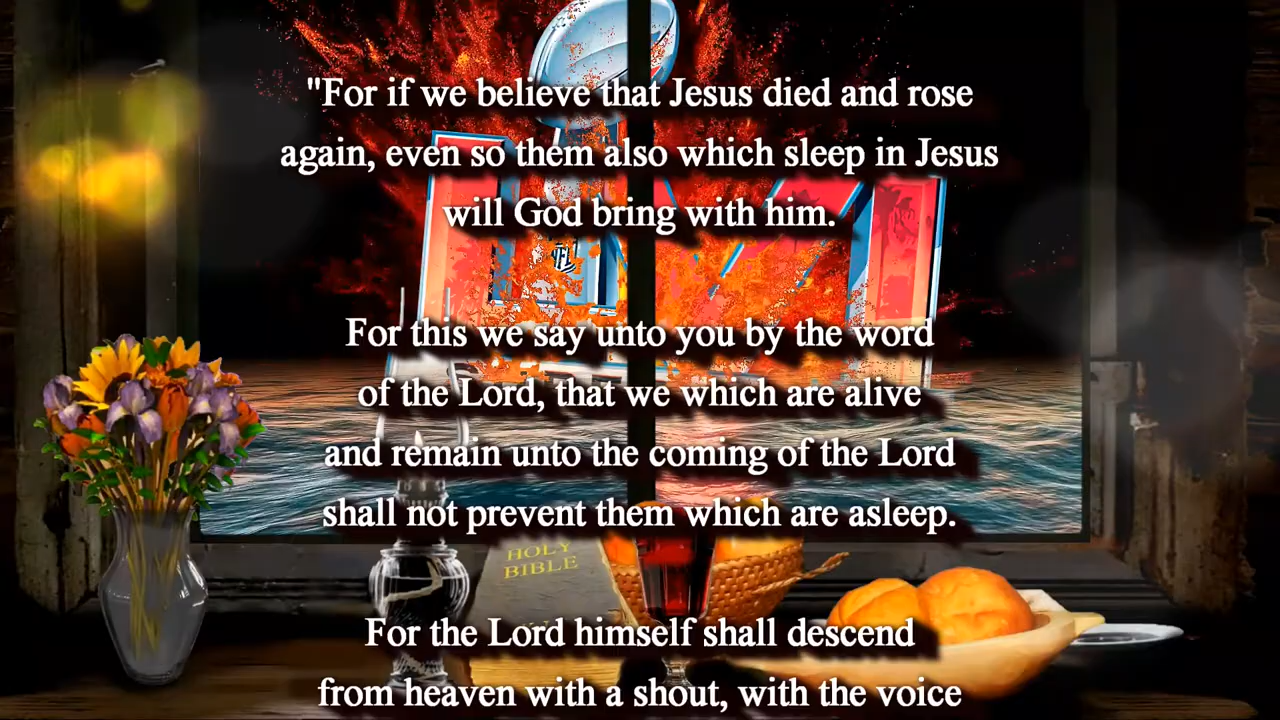 "For if we believe that Jesus died and rose
again, even so them also which sleep in Jesus
will God bring with him.
For this we say unto you by the word
of the Lord, that we which are alive
and remain unto the coming of the Lord
shall not prevent them which are asleep.
HOLY
BIBLE
For the Lord himself shall descend
from heaven with a shout, with the voice